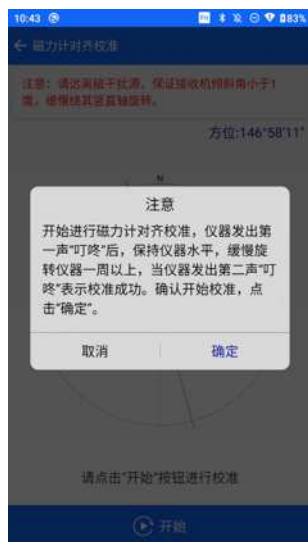 10:43
83%
磁力计对齐校准
注意：请远离磁干扰源，保证接收机倾斜角小于1
度，缓慢绕其竖直轴旋转。
方位:146°58'11"
N
注意
开始进行磁力计对齐校准，仪器发出第
一声“叮咚”后，保持仪器水平，缓慢旋
转仪器一周以上，当仪器发出第二声“叮
咚”表示校准成功。确认开始校准，点
击“确定”。
取消
确定
请点击“开始”按钮进行校准
开始